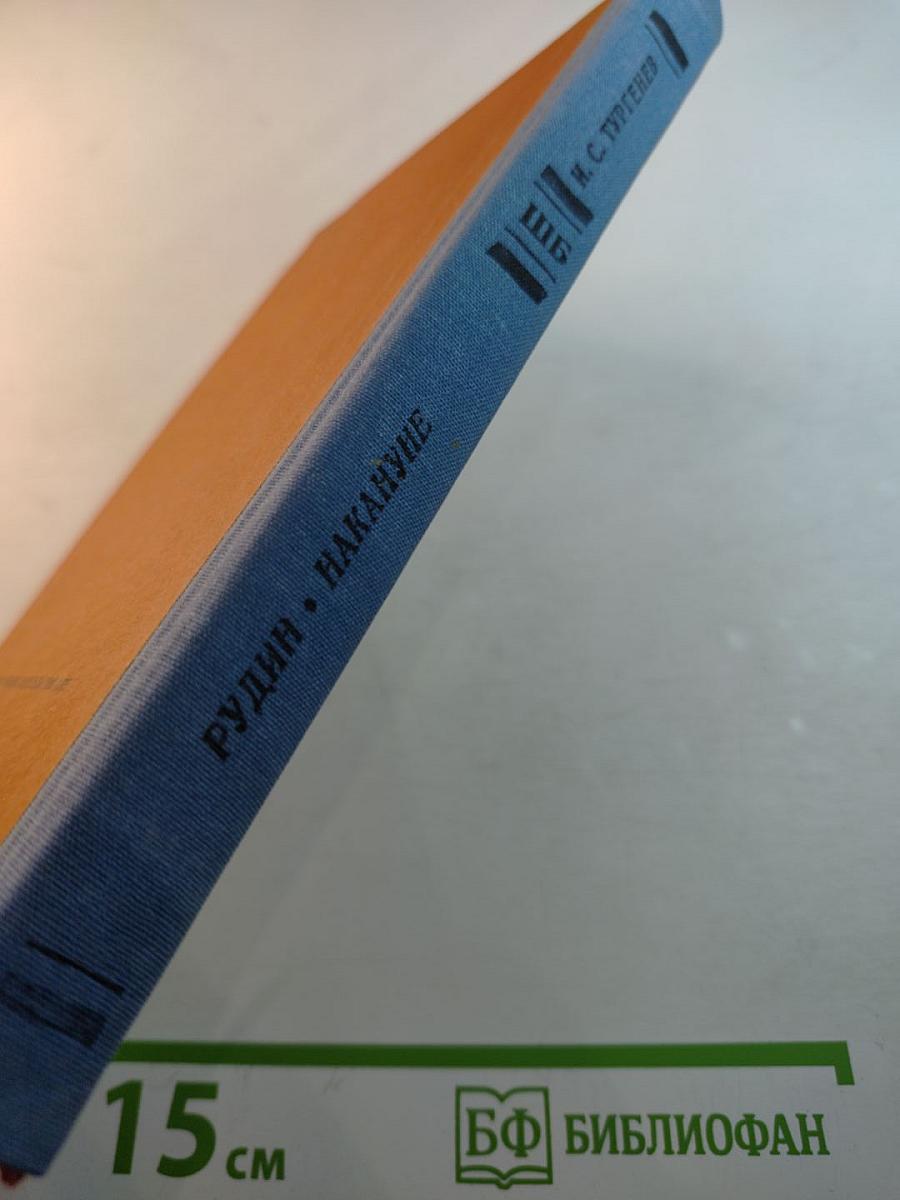 И. С. ТУРГЕНЕВ
ШБ
РУДИН • НАКАНУНЕ
15 см
БФ БИБЛИОФАН